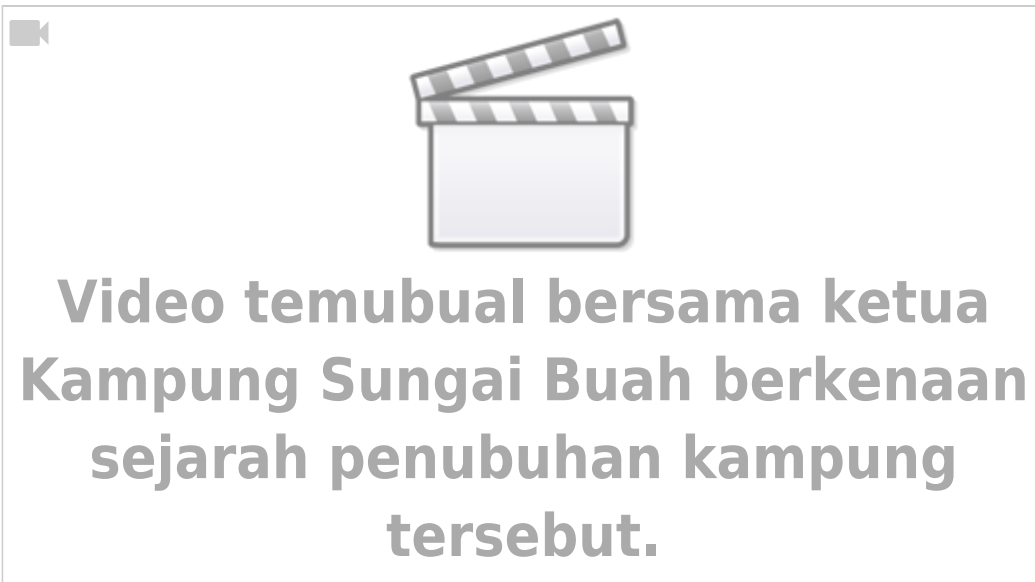 Video temubual bersama ketua
Kampung Sungai Buah berkenaan
sejarah penubuhan kampung
tersebut.